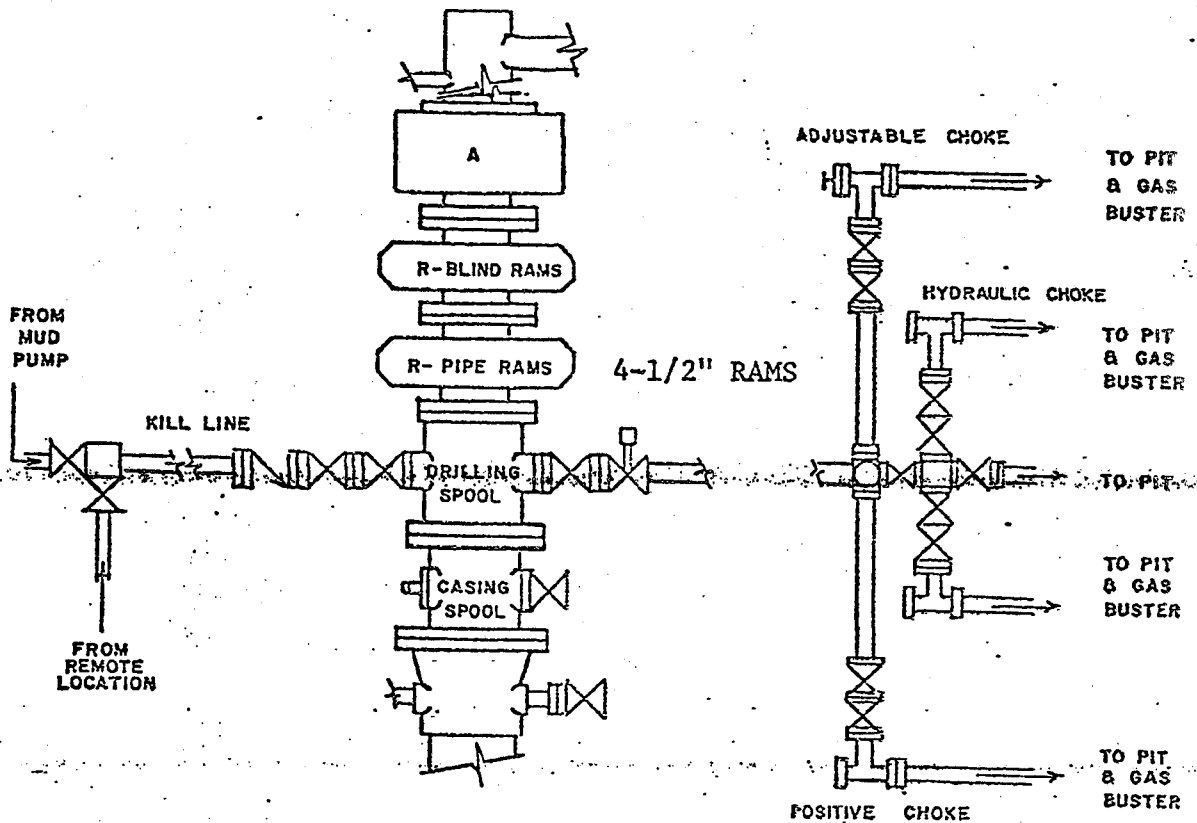 A
ADJUSTABLE CHOKE
TO PIT
& GAS
BUSTER
R-BLIND RAMS
HYDRAULIC CHOKE
FROM
MUD
PUMP
TO PIT
& GAS
BUSTER
R- PIPE RAMS
4-1/2" RAMS
KILL LINE
DRILLING
SPOOL
TO PIT
CASING
SPOOL
TO PIT
& GAS
BUSTER
FROM
REMOTE
LOCATION
TO PIT
& GAS
BUSTER
POSITIVE CHOKE